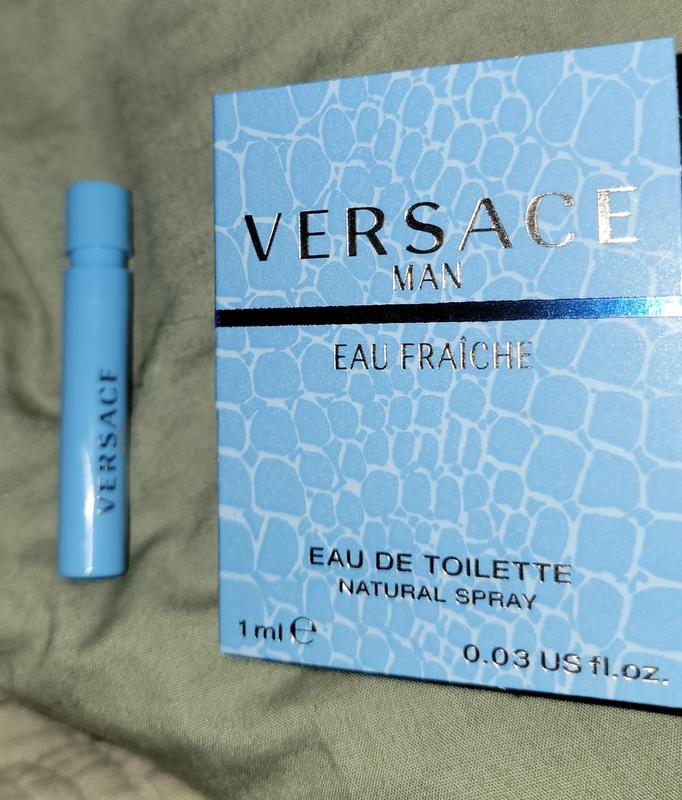 VERSACE
VERSACE
MAN
EAU FRAÎCHE
EAU DE TOILETTE
NATURAL SPRAY
1 ml ℮
0.03 US fl.oz.